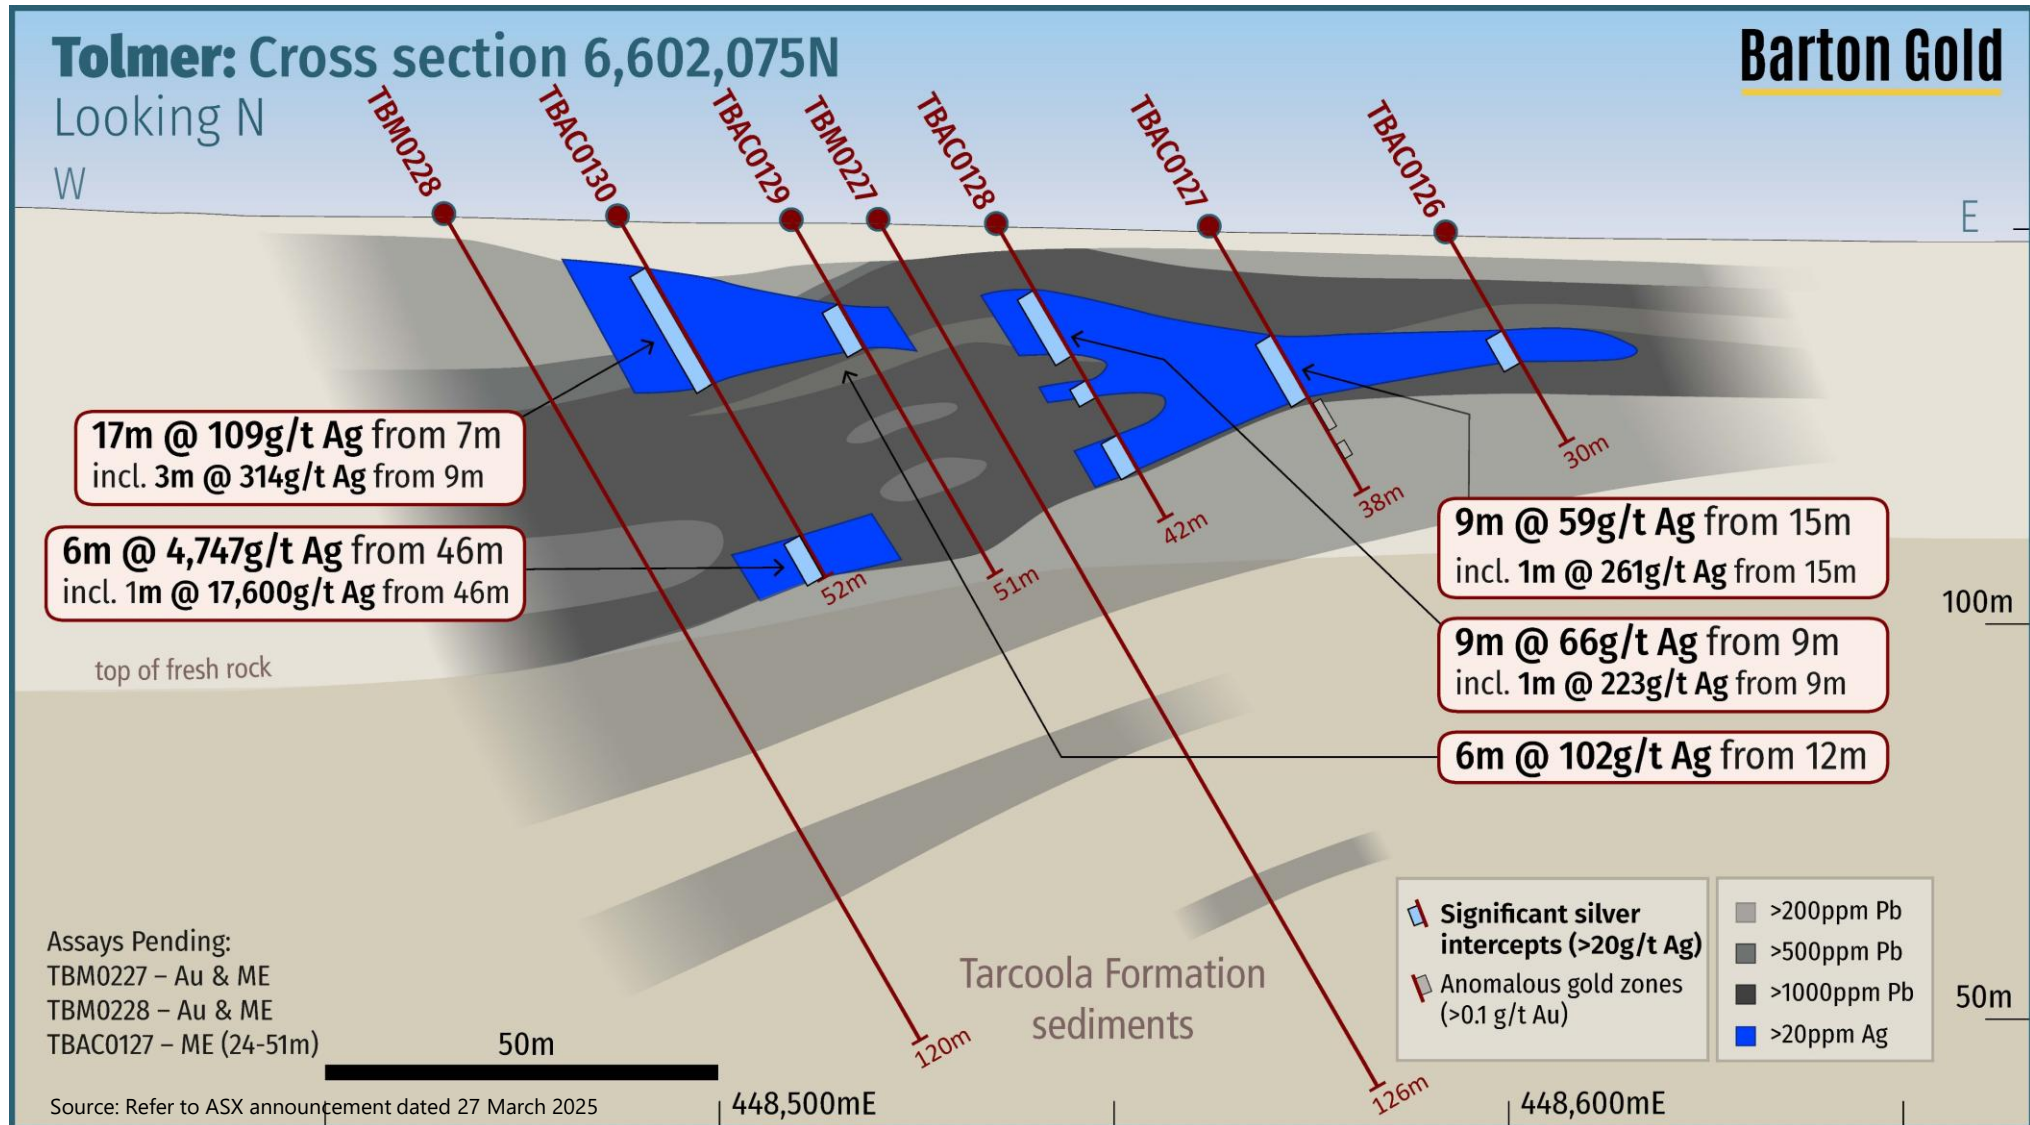 Tolmer: Cross section 6,602,075N
Looking N
Barton Gold
W
E
TBM0228
TBAC0130
TBAC0129
TBM0227
TBAC0128
TBAC0127
TBAC0126
17m @ 109g/t Ag from 7m
incl. 3m @ 314g/t Ag from 9m
6m @ 4,747g/t Ag from 46m
incl. 1m @ 17,600g/t Ag from 46m
52m
51m
42m
38m
30m
9m @ 59g/t Ag from 15m
incl. 1m @ 261g/t Ag from 15m
9m @ 66g/t Ag from 9m
incl. 1m @ 223g/t Ag from 9m
6m @ 102g/t Ag from 12m
100m
top of fresh rock
Assays Pending:
TBM0227 – Au & ME
TBM0228 – Au & ME
TBAC0127 – ME (24-51m)
50m
Tarcoola Formation
sediments
120m
126m
Significant silver
intercepts (>20g/t Ag)
Anomalous gold zones
(>0.1 g/t Au)
>200ppm Pb
>500ppm Pb
>1000ppm Pb
>20ppm Ag
50m
Source: Refer to ASX announcement dated 27 March 2025
448,500mE
448,600mE